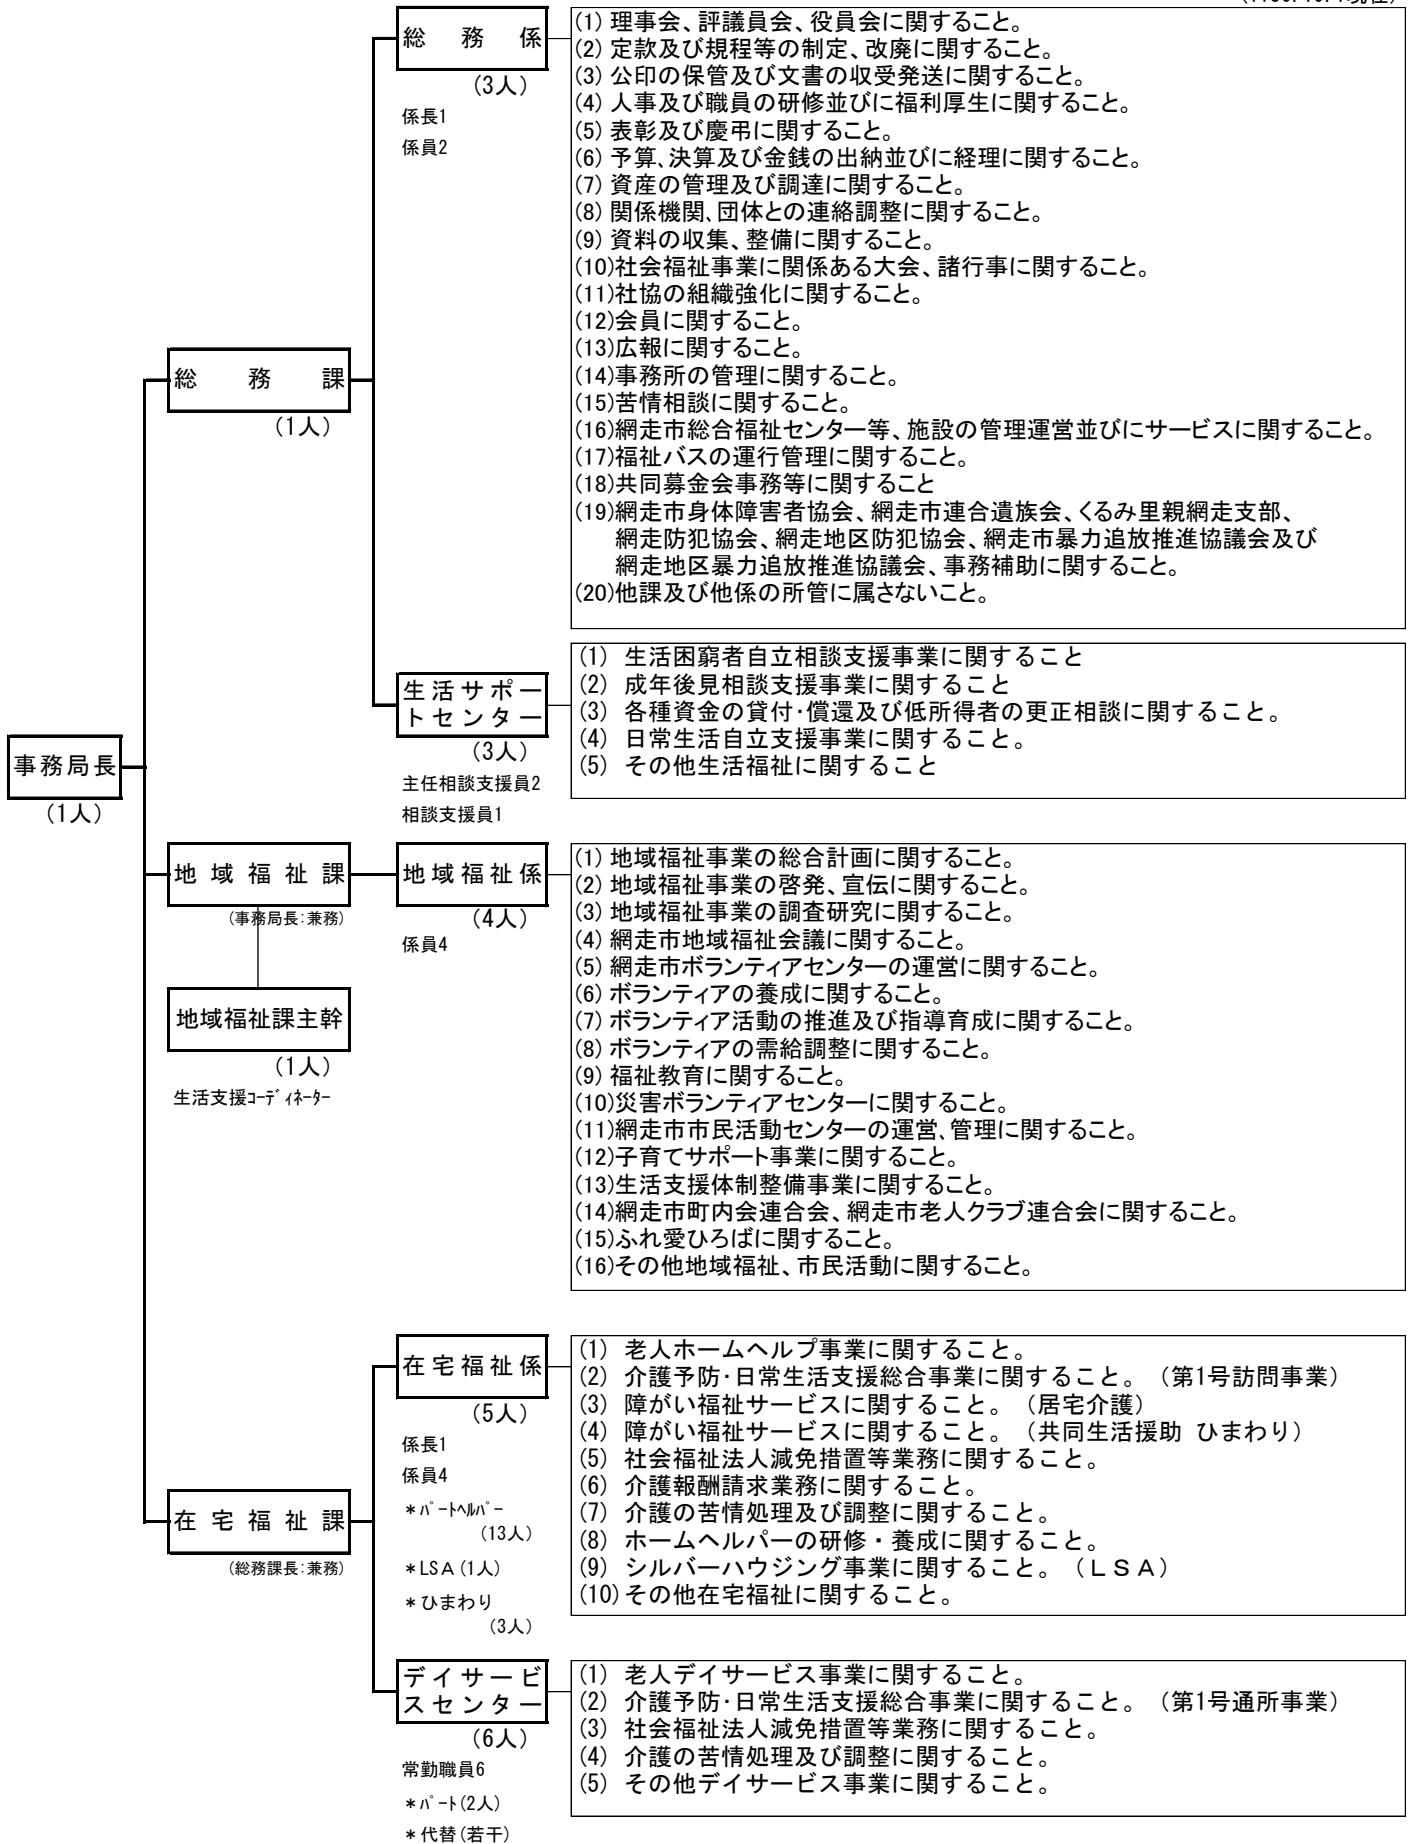 総務係
(3人)
係長1
係員2
(1) 理事会、評議員会、役員会に関すること。
(2) 定款及び規程等の制定、改廃に関すること。
(3) 公印の保管及び文書の収受発送に関すること。
(4) 人事及び職員の研修並びに福利厚生に関すること。
(5) 表彰及び慶弔に関すること。
(6) 予算、決算及び金銭の出納並びに経理に関すること。
(7) 資産の管理及び調達に関すること。
(8) 関係機関、団体との連絡調整に関すること。
(9) 資料の収集、整備に関すること。
(10)社会福祉事業に関係ある大会、諸行事に関すること。
(11)社協の組織強化に関すること。
(12)会員に関すること。
(13)広報に関すること。
(14)事務所の管理に関すること。
(15)苦情相談に関すること。
(16)網走市総合福祉センター等、施設の管理運営並びにサービスに関すること。
(17)福祉バスの運行管理に関すること。
(18)共同募金会事務等に関すること
(19)網走市身体障害者協会、網走市連合遺族会、くるみ里親網走支部、
網走防犯協会、網走地区防犯協会、網走市暴力追放推進協議会及び
網走地区暴力追放推進協議会、事務補助に関すること。
(20)他課及び他係の所管に属さないこと。
総務課
(1人)
生活サポー
トセンター
(3人)
主任相談支援員2
相談支援員1
(1) 生活困窮者自立相談支援事業に関すること
(2) 成年後見相談支援事業に関すること
(3) 各種資金の貸付・償還及び低所得者の更正相談に関すること。
(4) 日常生活自立支援事業に関すること。
(5) その他生活福祉に関すること
事務局長
(1人)
地域福祉課
(事務局長:兼務)
地域福祉課主幹
(1人)
生活支援ｺｰﾃﾞｨﾈｰﾀｰ
地域福祉係
(4人)
係員4
(1) 地域福祉事業の総合計画に関すること。
(2) 地域福祉事業の啓発、宣伝に関すること。
(3) 地域福祉事業の調査研究に関すること。
(4) 網走市地域福祉会議に関すること。
(5) 網走市ボランティアセンターの運営に関すること。
(6) ボランティアの養成に関すること。
(7) ボランティア活動の推進及び指導育成に関すること。
(8) ボランティアの需給調整に関すること。
(9) 福祉教育に関すること。
(10)災害ボランティアセンターに関すること。
(11)網走市市民活動センターの運営、管理に関すること。
(12)子育てサポート事業に関すること。
(13)生活支援体制整備事業に関すること。
(14)網走市町内会連合会、網走市老人クラブ連合会に関すること。
(15)ふれ愛ひろばに関すること。
(16)その他地域福祉、市民活動に関すること。
在宅福祉課
(総務課長:兼務)
在宅福祉係
(5人)
係長1
係員4
＊ﾊﾟｰﾄﾍﾙﾊﾟｰ
(13人)
＊LSA(1人)
＊ひまわり
(3人)
(1) 老人ホームヘルプ事業に関すること。
(2) 介護予防・日常生活支援総合事業に関すること。（第1号訪問事業）
(3) 障がい福祉サービスに関すること。（居宅介護）
(4) 障がい福祉サービスに関すること。（共同生活援助 ひまわり）
(5) 社会福祉法人減免措置等業務に関すること。
(6) 介護報酬請求業務に関すること。
(7) 介護の苦情処理及び調整に関すること。
(8) ホームヘルパーの研修・養成に関すること。
(9) シルバーハウジング事業に関すること。（ＬＳＡ）
(10)その他在宅福祉に関すること。
デイサービ
スセンター
(6人)
常勤職員6
＊ﾊﾟｰﾄ(2人)
＊代替(若干)
(1) 老人デイサービス事業に関すること。
(2) 介護予防・日常生活支援総合事業に関すること。（第1号通所事業）
(3) 社会福祉法人減免措置等業務に関すること。
(4) 介護の苦情処理及び調整に関すること。
(5) その他デイサービス事業に関すること。